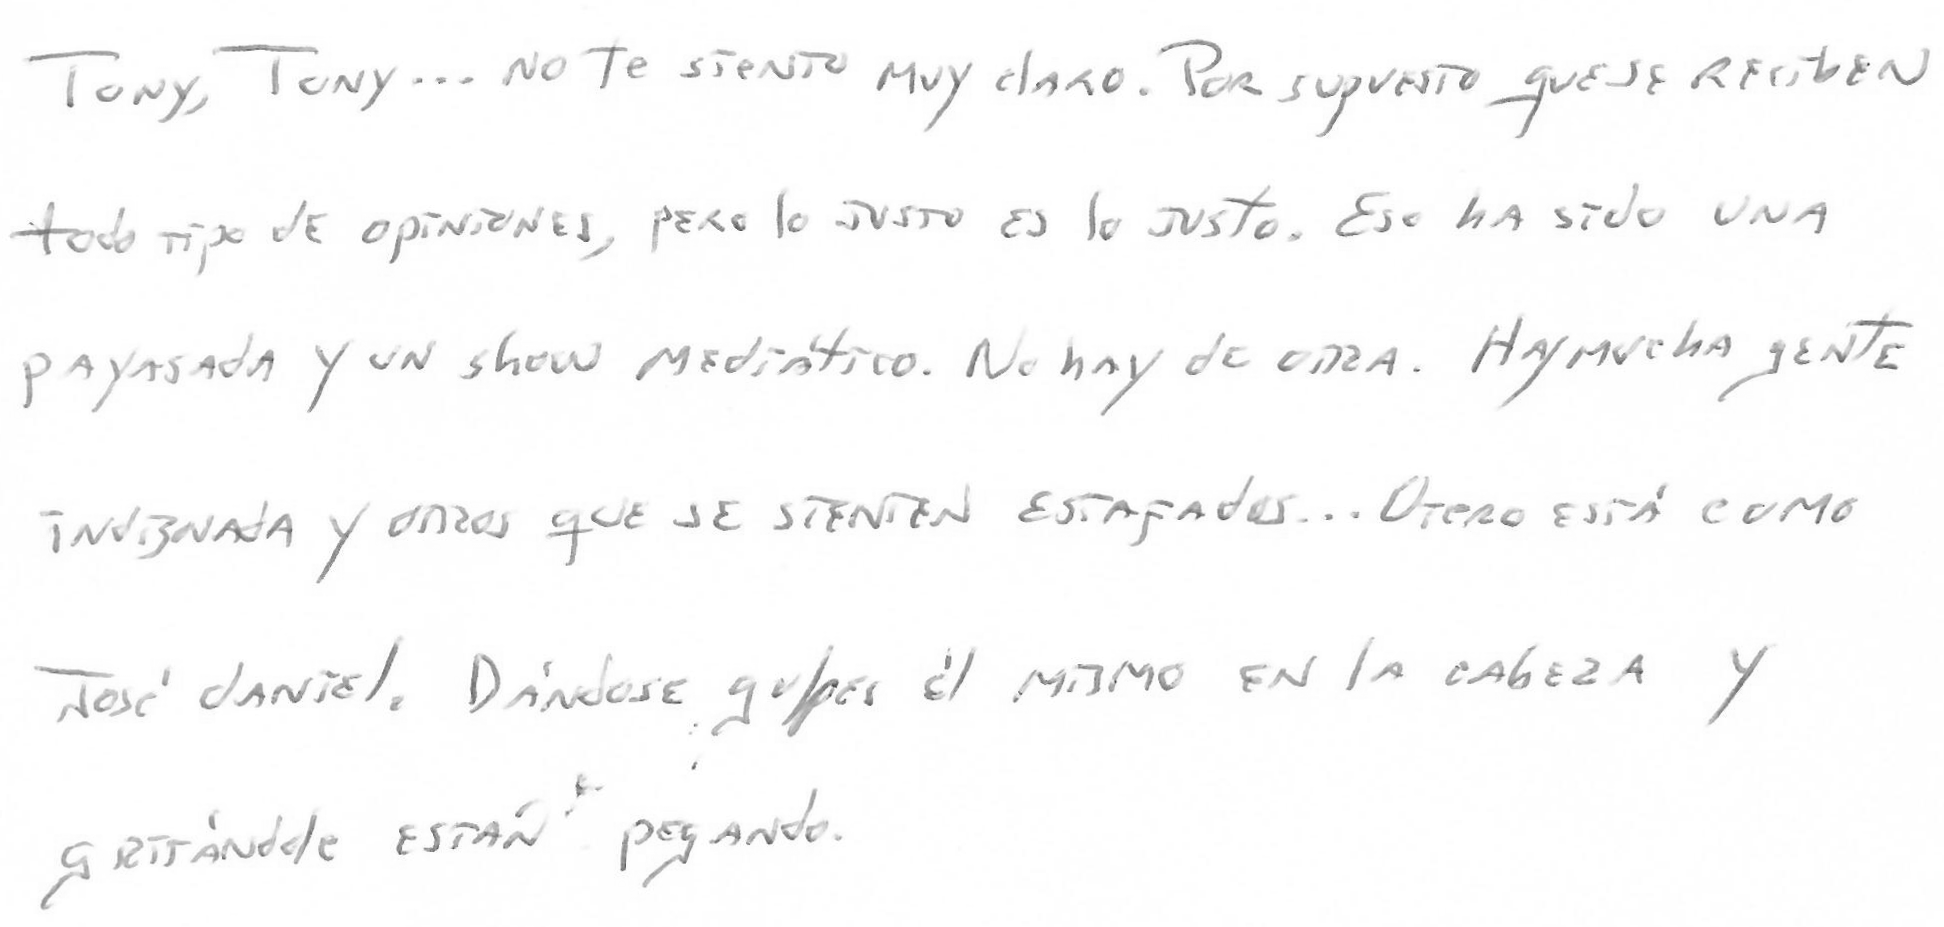 Tony, Tony... No te siento muy claro. Por supuesto que se reciben
todo tipo de opiniones, pero lo justo es lo justo. Eso ha sido una
payasada y un show mediático. No hay de otra. Hay mucha gente
indignada y otros que se sienten estafados... Otero está como
José daniel. Dándose golpes él mismo en la cabeza y
gritándole están pegando.